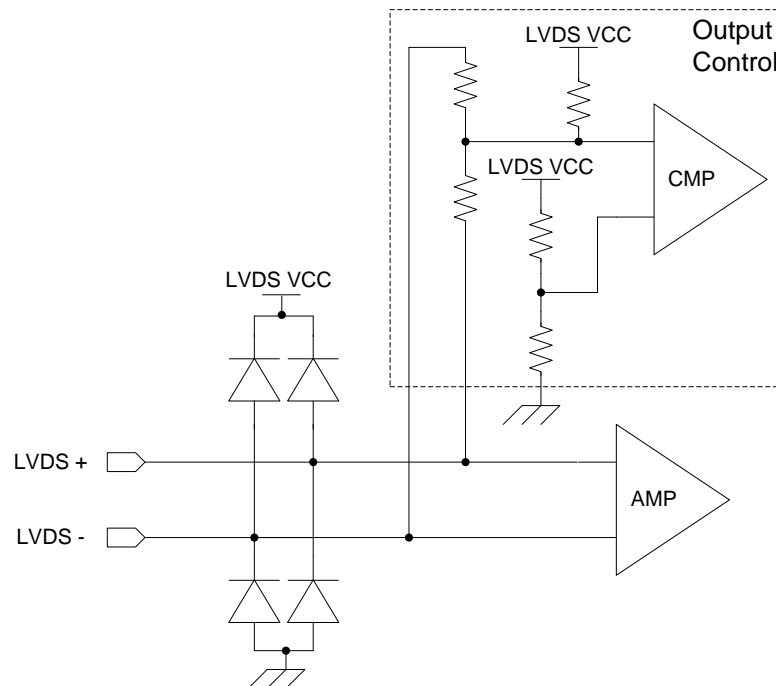 LVDS VCC
Output
Control
LVDS VCC
CMP
LVDS VCC
LVDS +
LVDS -
AMP